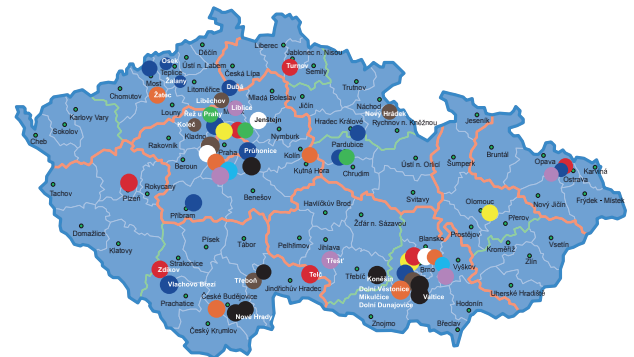 Děčín
Liberec
Jablonec n. Nisou
Osek
Teplice
Ústí n. Labem
Česká Lípa
Turnov
Semily
Most
Žatany
Litoměřice
Dubá
Trutnov
Chomutov
Žatec
Mladá Boleslav
Karlovy Vary
Liběchov
Liblice
Jičín
Náchod
Louny
Řež u Prahy
Nový Hrádek
Sokolov
Koleč
Jenštejn
Hradec Králové
Rychnov n. Kněžnou
Jeseník
Cheb
Kladno
Nymburk
Rakovník
Praha
Průhonice
Kolín
Pardubice
Bruntál
Beroun
Kutná Hora
Chrudim
Ústí n. Orlicí
Šumperk
Opava
Karviná
Ostrava
Tachov
Rokycany
Plzeň
Benešov
Svitavy
Olomouc
Nový Jičín
Frýdek - Místek
Příbram
Havlíčkův Brod
Přerov
Domažlice
Žďár n. Sázavou
Prostějov
Klatovy
Písek
Tábor
Pelhřimov
Jihlava
Blansko
Kroměříž
Vsetín
Strakonice
Třešť
Zlín
Zdíkov
Telč
Třebíč
Brno
Vyškov
Vlachovo Březí
Třeboň
Jindřichův Hradec
Koněšín
Prachatice
České Budějovice
Dolní Věstonice
Mikulčice
Valtice
Uherské Hradiště
Dolní Dunajovice
Hodonín
Nové Hrady
Český Krumlov
Znojmo
Břeclav